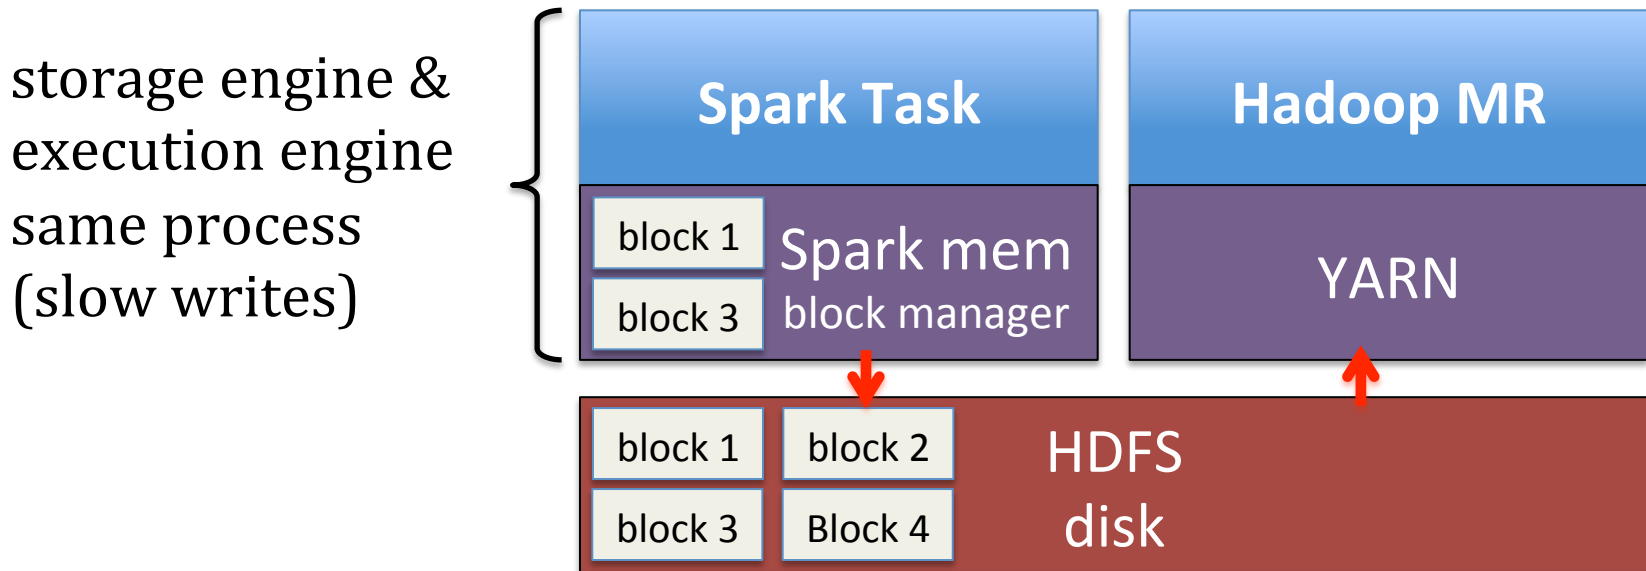 storage engine &
execution engine
same process
(slow writes)
Spark Task
Hadoop MR
block 1
block 3
Spark mem
block manager
YARN
block 1
block 2
block 3
Block 4
HDFS
disk